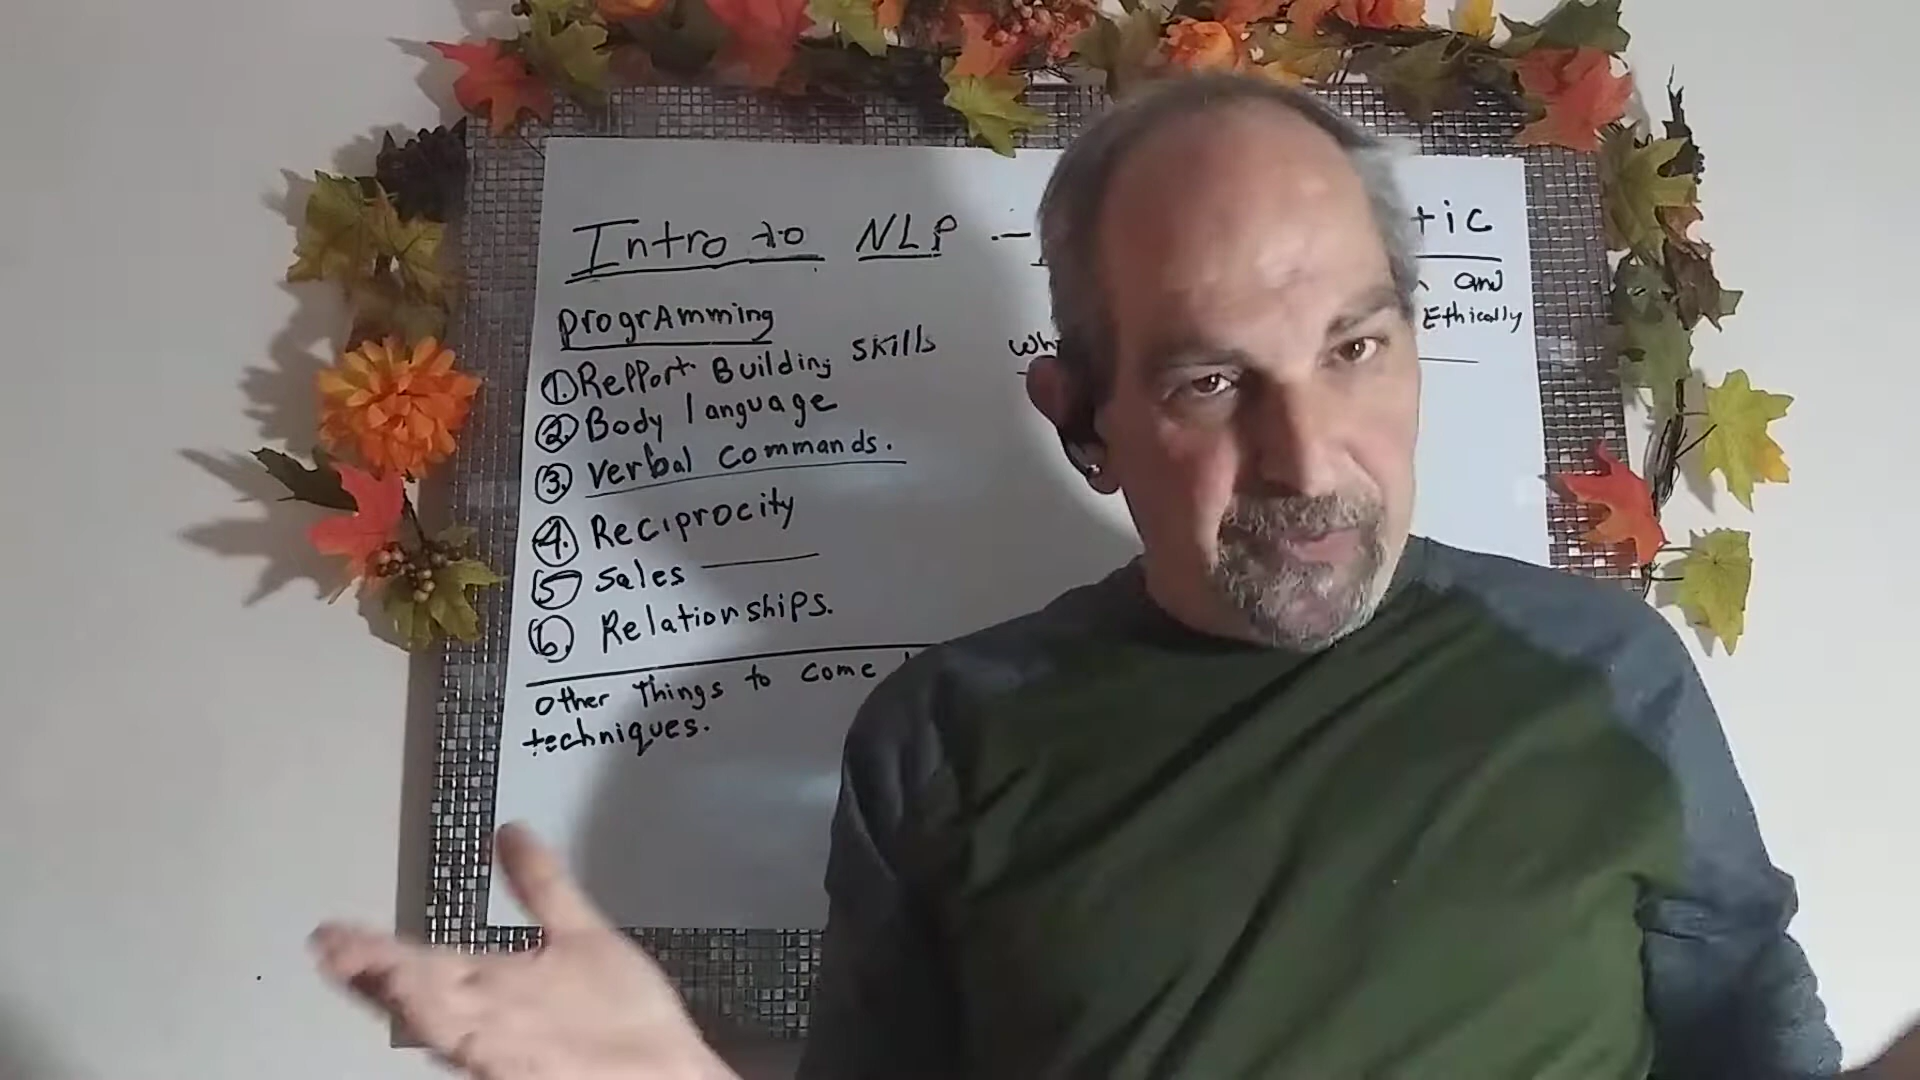 Intro to NLP - tic
and
programming
Ethically
1. Repport Building skills wh
2. Body language
3. verbal commands.
4. Reciprocity
5 Sales
6. Relationships.
Other Things to come
techniques.